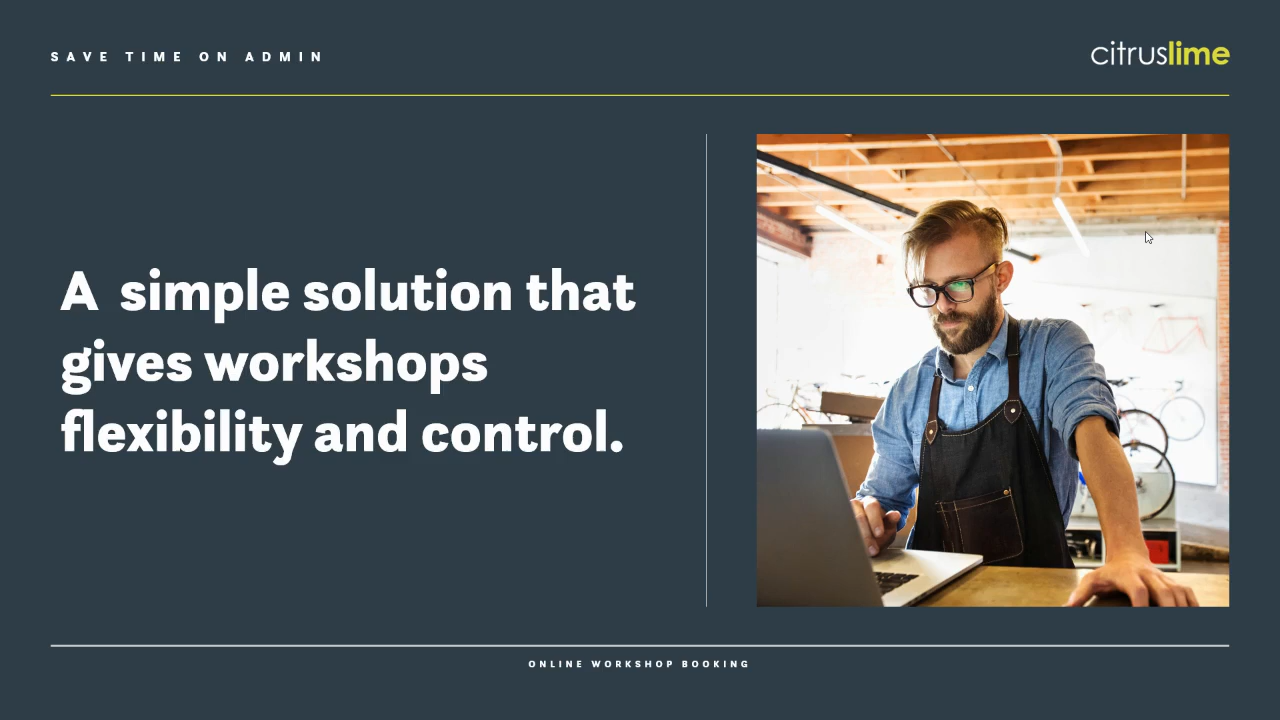 SAVE TIME ON ADMIN
citruslime
A  simple solution that
gives workshops
flexibility and control.
ONLINE WORKSHOP BOOKING